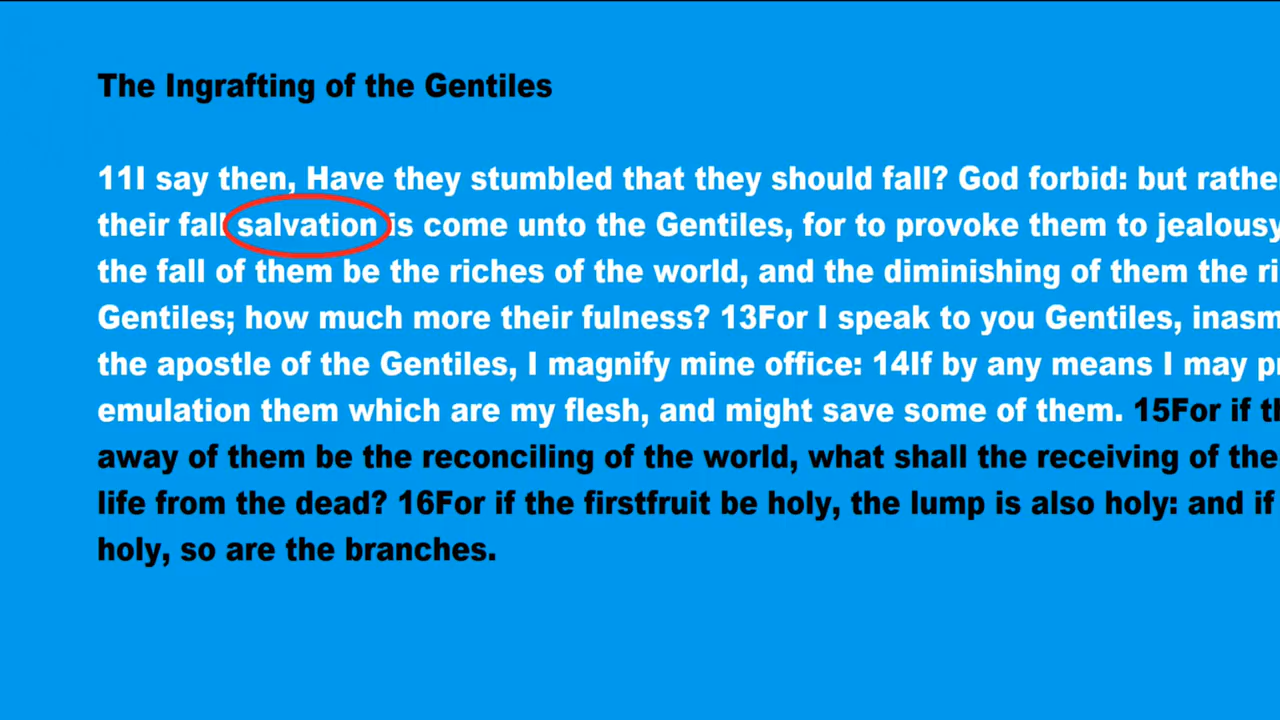 The Ingrafting of the Gentiles
11I say then, Have they stumbled that they should fall? God forbid: but rathe
their fall salvation is come unto the Gentiles, for to provoke them to jealousy
the fall of them be the riches of the world, and the diminishing of them the ri
Gentiles; how much more their fulness? 13For I speak to you Gentiles, inasm
the apostle of the Gentiles, I magnify mine office: 14If by any means I may p
emulation them which are my flesh, and might save some of them. 15For if th
away of them be the reconciling of the world, what shall the receiving of the
life from the dead? 16For if the firstfruit be holy, the lump is also holy: and if
holy, so are the branches.